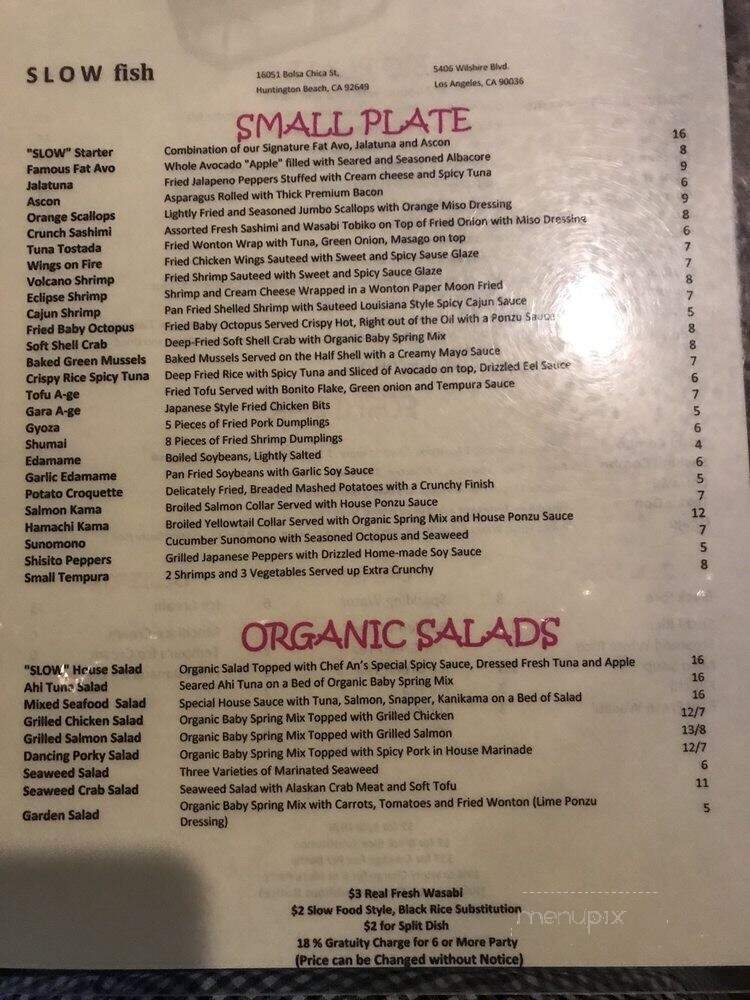 SLOW fish
16051 Bolsa Chica St,
Huntington Beach, CA 92649
5406 Wilshire Blvd.
Los Angeles, CA 90036
SMALL PLATE
"SLOW" Starter Combination of our Signature Fat Avo, Jalatuna and Ascon 16
Famous Fat Avo Whole Avocado "Apple" filled with Seared and Seasoned Albacore 8
Jalatuna Fried Jalapeno Peppers Stuffed with Cream cheese and Spicy Tuna 9
Ascon Asparagus Rolled with Thick Premium Bacon 6
Orange Scallops Lightly Fried and Seasoned Jumbo Scallops with Orange Miso Dressing 9
Crunch Sashimi Assorted Fresh Sashimi and Wasabi Tobiko on Top of Fried Onion with Miso Dressing 8
Tuna Tostada Fried Wonton Wrap with Tuna, Green Onion, Masago on top 6
Wings on Fire Fried Chicken Wings Sauteed with Sweet and Spicy Sause Glaze 7
Volcano Shrimp Fried Shrimp Sauteed with Sweet and Spicy Sauce Glaze 7
Eclipse Shrimp Shrimp and Cream Cheese Wrapped in a Wonton Paper Moon Fried 8
Cajun Shrimp Pan Fried Shelled Shrimp with Sauteed Louisiana Style Spicy Cajun Sauce 7
Fried Baby Octopus Fried Baby Octopus Served Crispy Hot, Right out of the Oil with a Ponzu Sauce 5
Soft Shell Crab Deep-Fried Soft Shell Crab with Organic Baby Spring Mix 8
Baked Green Mussels Baked Mussels Served on the Half Shell with a Creamy Mayo Sauce 8
Crispy Rice Spicy Tuna Deep Fried Rice with Spicy Tuna and Sliced of Avocado on top, Drizzled Eel Sauce 7
Tofu A-ge Fried Tofu Served with Bonito Flake, Green onion and Tempura Sauce 6
Gara A-ge Japanese Style Fried Chicken Bits 7
Gyoza 5 Pieces of Fried Pork Dumplings 5
Shumai 8 Pieces of Fried Shrimp Dumplings 6
Edamame Boiled Soybeans, Lightly Salted 4
Garlic Edamame Pan Fried Soybeans with Garlic Soy Sauce 6
Potato Croquette Delicately Fried, Breaded Mashed Potatoes with a Crunchy Finish 5
Salmon Kama Broiled Salmon Collar Served with House Ponzu Sauce 7
Hamachi Kama Broiled Yellowtail Collar Served with Organic Spring Mix and House Ponzu Sauce 12
Sunomono Cucumber Sunomono with Seasoned Octopus and Seaweed 7
Shisito Peppers Grilled Japanese Peppers with Drizzled Home-made Soy Sauce 5
Small Tempura 2 Shrimps and 3 Vegetables Served up Extra Crunchy 8
ORGANIC SALADS
"SLOW" House Salad Organic Salad Topped with Chef An's Special Spicy Sauce, Dressed Fresh Tuna and Apple 16
Ahi Tuna Salad Seared Ahi Tuna on a Bed of Organic Baby Spring Mix 16
Mixed Seafood Salad Special House Sauce with Tuna, Salmon, Snapper, Kanikama on a Bed of Salad 16
Grilled Chicken Salad Organic Baby Spring Mix Topped with Grilled Chicken 12/7
Grilled Salmon Salad Organic Baby Spring Mix Topped with Grilled Salmon 13/8
Dancing Porky Salad Organic Baby Spring Mix Topped with Spicy Pork in House Marinade 12/7
Seaweed Salad Three Varieties of Marinated Seaweed 6
Seaweed Crab Salad Seaweed Salad with Alaskan Crab Meat and Soft Tofu 11
Garden Salad Organic Baby Spring Mix with Carrots, Tomatoes and Fried Wonton (Lime Ponzu 5
Dressing)
$3 Real Fresh Wasabi
$2 Slow Food Style, Black Rice Substitution
$2 for Split Dish
18 % Gratuity Charge for 6 or More Party
(Price can be Changed without Notice)
menupix